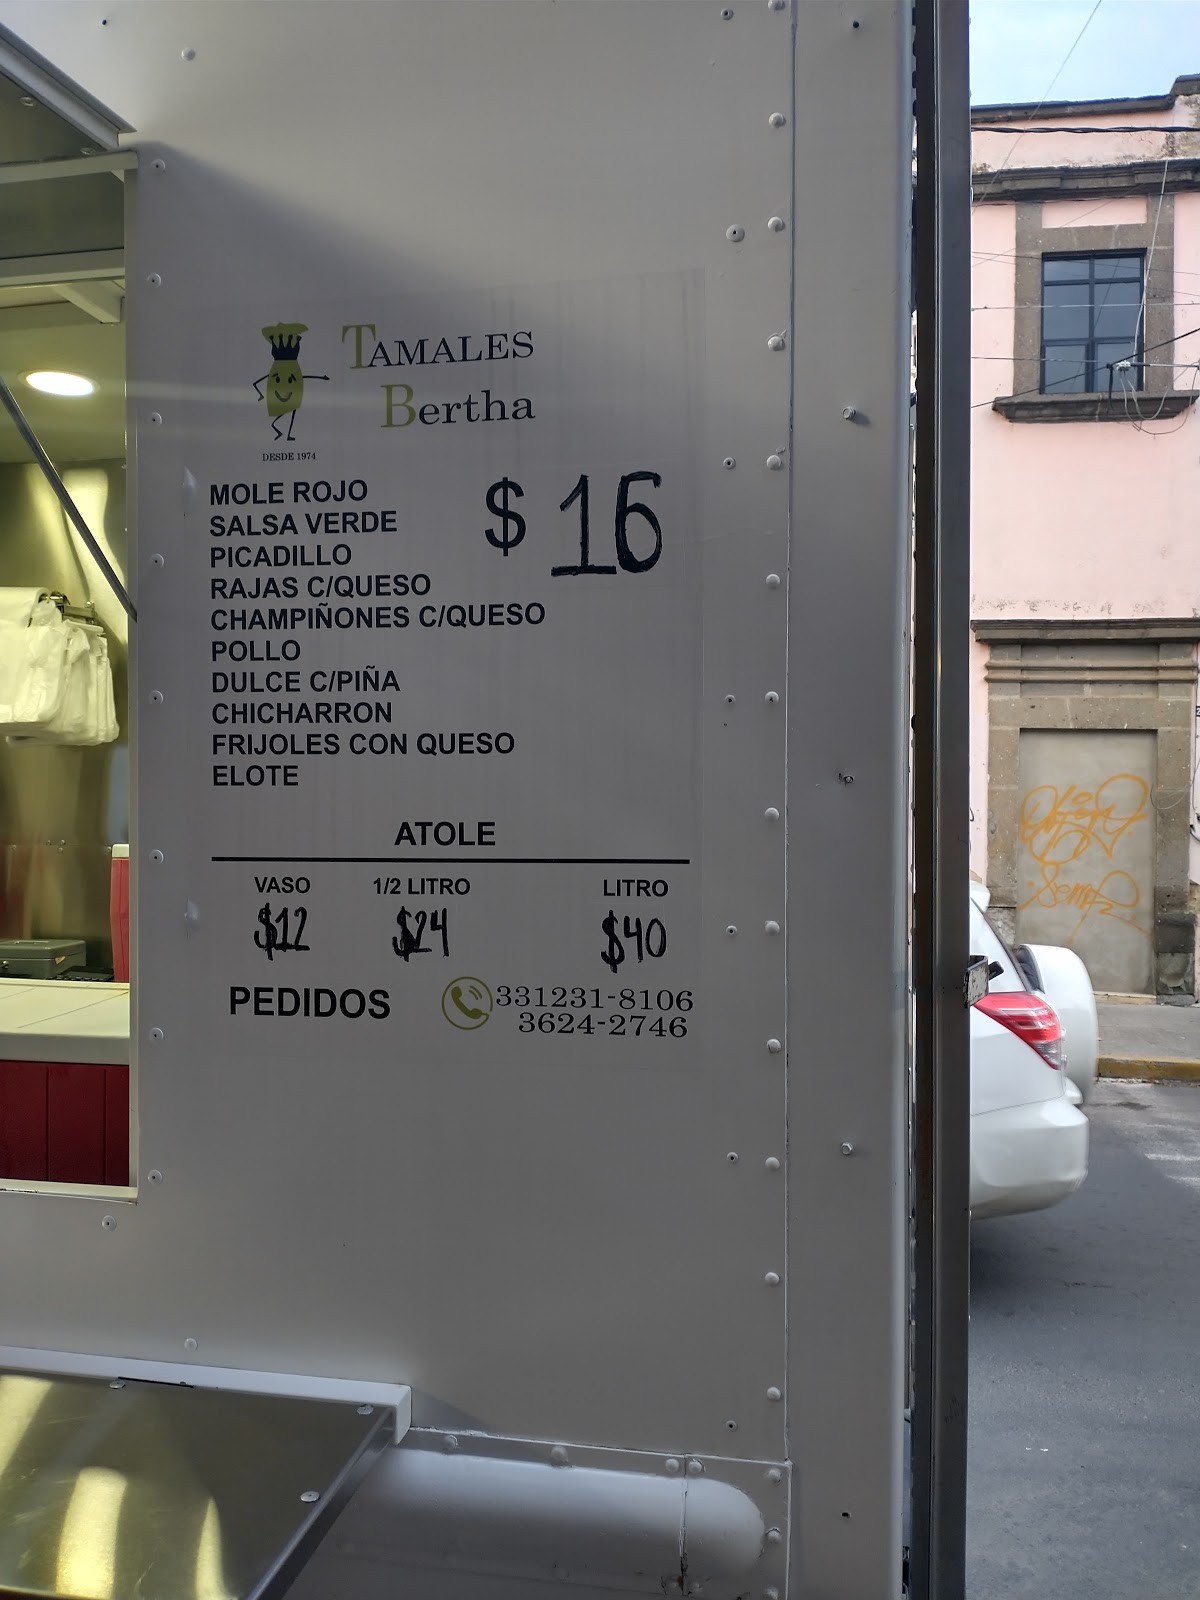 TAMALES
Bertha
DESDE 1974
MOLE ROJO
$16
SALSA VERDE
PICADILLO
RAJAS C/QUESO
CHAMPIÑONES C/QUESO
POLLO
DULCE C/PIÑA
CHICHARRON
FRIJOLES CON QUESO
ELOTE
ATOLE
VASO 1/2 LITRO LITRO
$12 $24 $40
PEDIDOS 331231-8106
3624-2746